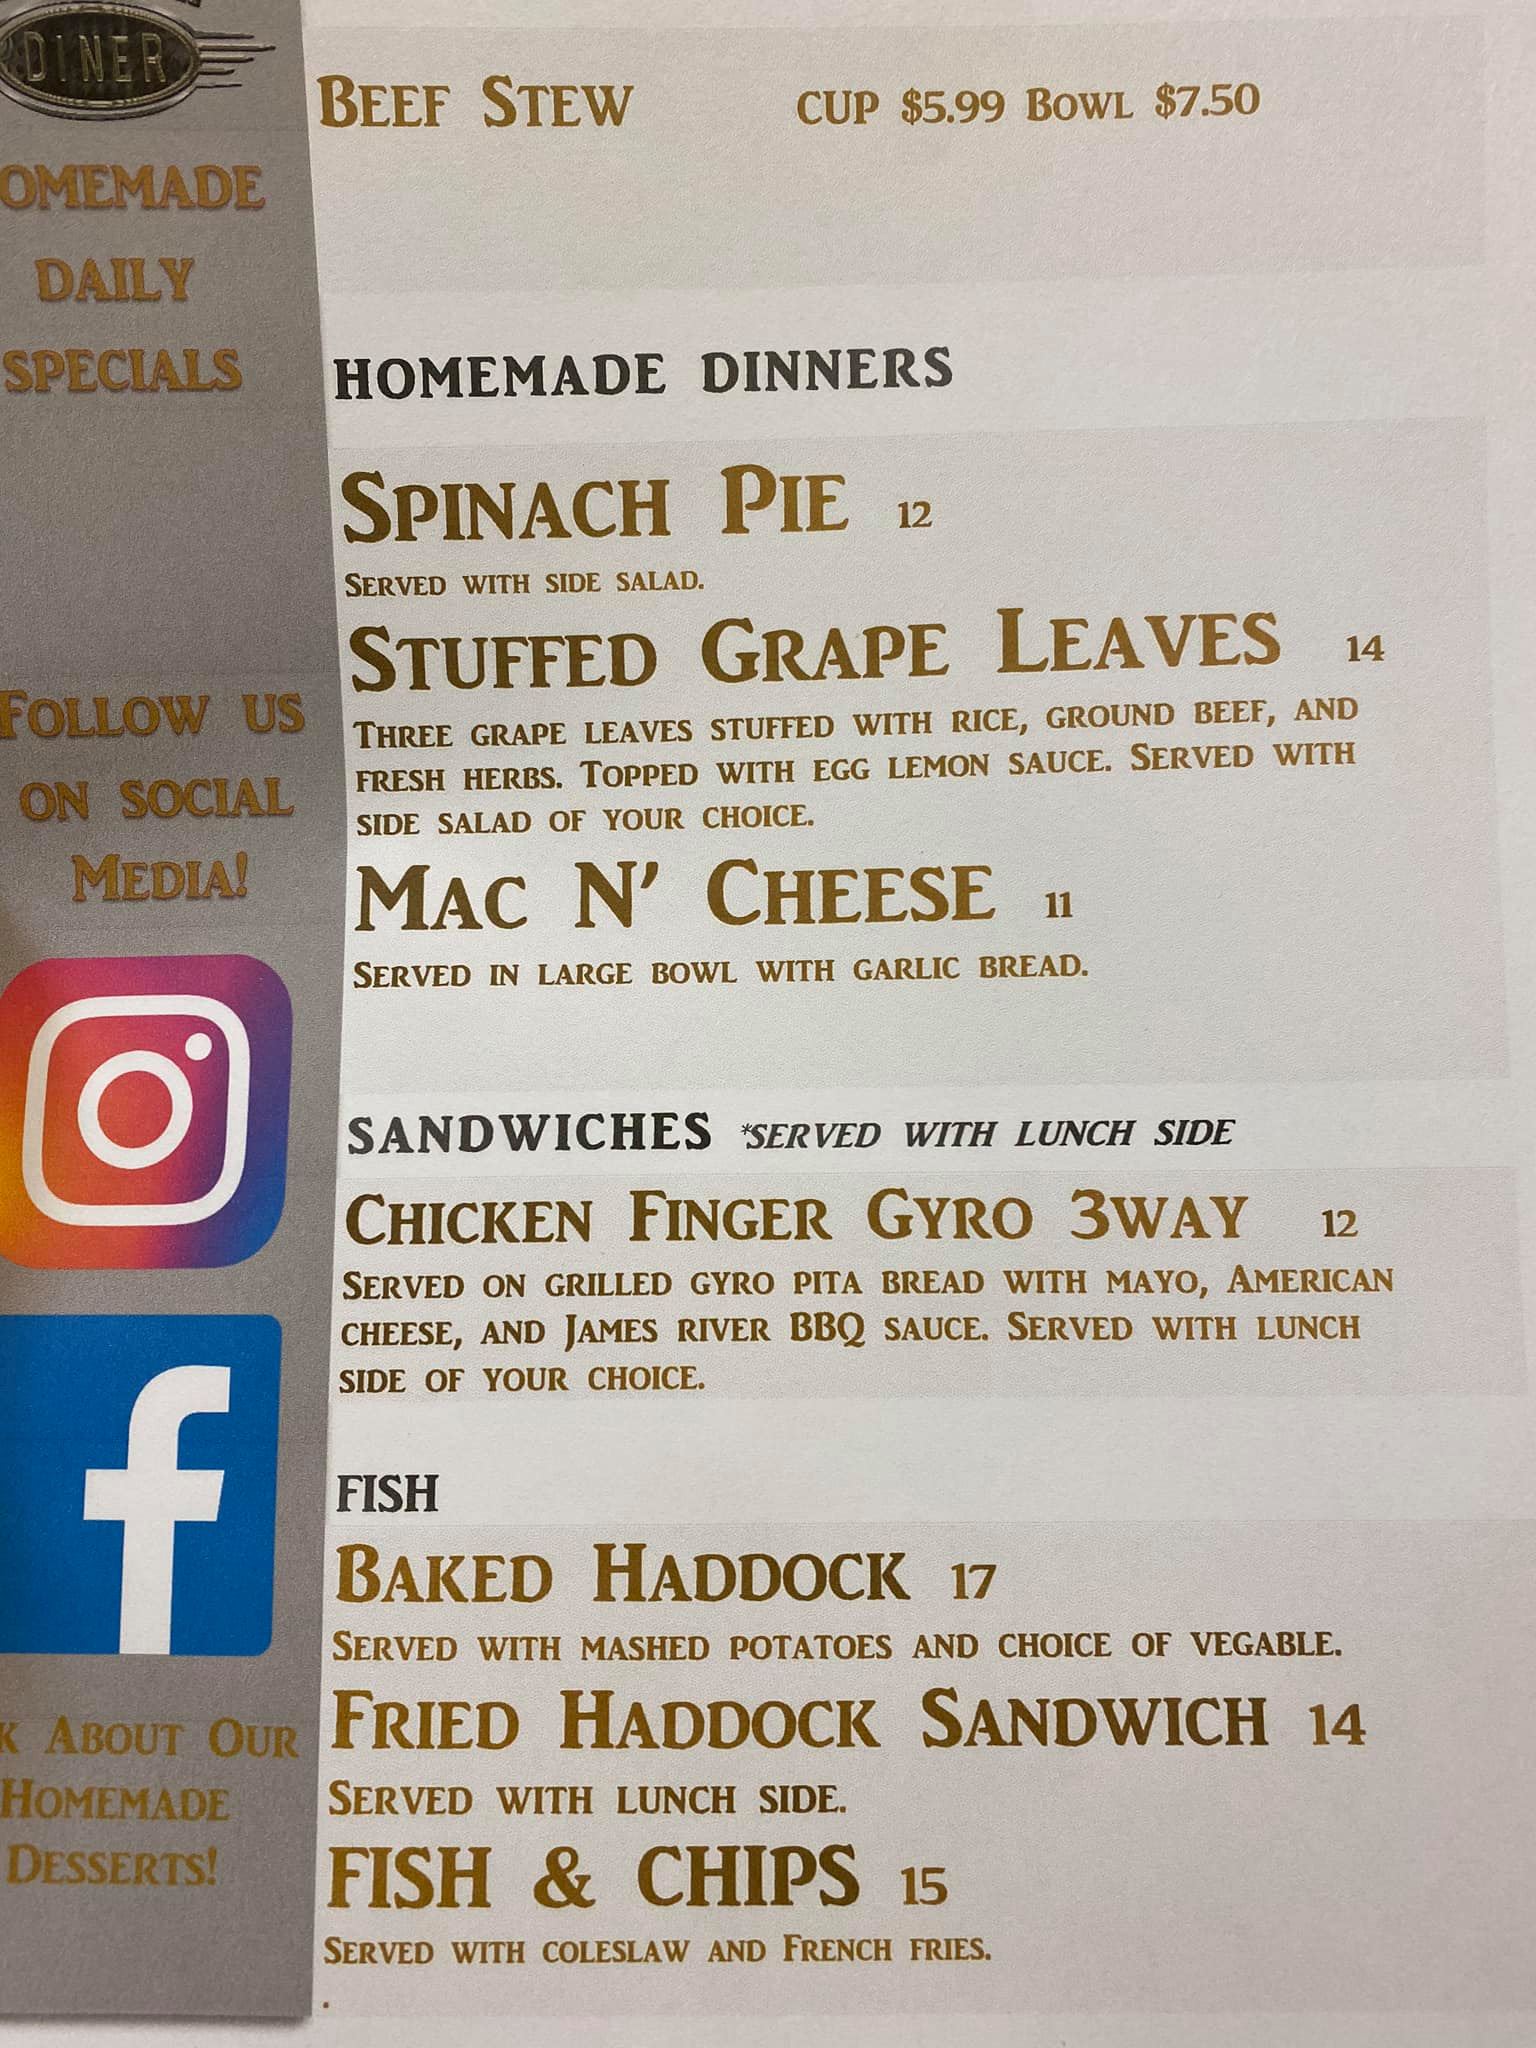 DINER
OMEMADE
DAILY
SPECIALS
FOLLOW US
ON SOCIAL
MEDIA!
K ABOUT OUR
HOMEMADE
DESSERTS!
BEEF STEW CUP $5.99 BOWL $7.50
HOMEMADE DINNERS
SPINACH PIE 12
SERVED WITH SIDE SALAD.
STUFFED GRAPE LEAVES 14
THREE GRAPE LEAVES STUFFED WITH RICE, GROUND BEEF, AND
FRESH HERBS. TOPPED WITH EGG LEMON SAUCE. SERVED WITH
SIDE SALAD OF YOUR CHOICE.
MAC N' CHEESE 11
SERVED IN LARGE BOWL WITH GARLIC BREAD.
SANDWICHES *SERVED WITH LUNCH SIDE
CHICKEN FINGER GYRO 3WAY 12
SERVED ON GRILLED GYRO PITA BREAD WITH MAYO, AMERICAN
CHEESE, AND JAMES RIVER BBQ SAUCE. SERVED WITH LUNCH
SIDE OF YOUR CHOICE.
FISH
BAKED HADDOCK 17
SERVED WITH MASHED POTATOES AND CHOICE OF VEGABLE.
FRIED HADDOCK SANDWICH 14
SERVED WITH LUNCH SIDE.
FISH & CHIPS 15
SERVED WITH COLESLAW AND FRENCH FRIES.
.